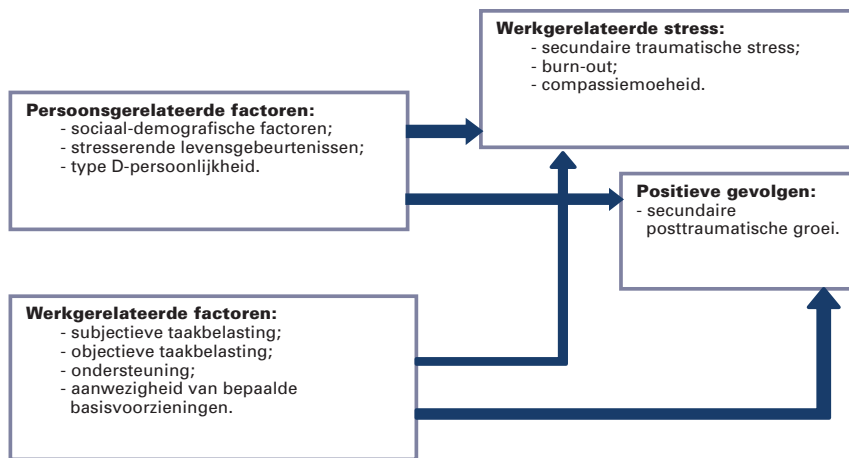 Werkgerelateerde stress:
- secundaire traumatische stress;
- burn-out;
- compassiemoeheid.
Persoonsgerelateerde factoren:
- sociaal-demografische factoren;
- stresserende levensgebeurtenissen;
- type D-persoonlijkheid.
Positieve gevolgen:
- secundaire
posttraumatische groei.
Werkgerelateerde factoren:
- subjectieve taakbelasting;
- objectieve taakbelasting;
- ondersteuning;
- aanwezigheid van bepaalde
basisvoorzieningen.